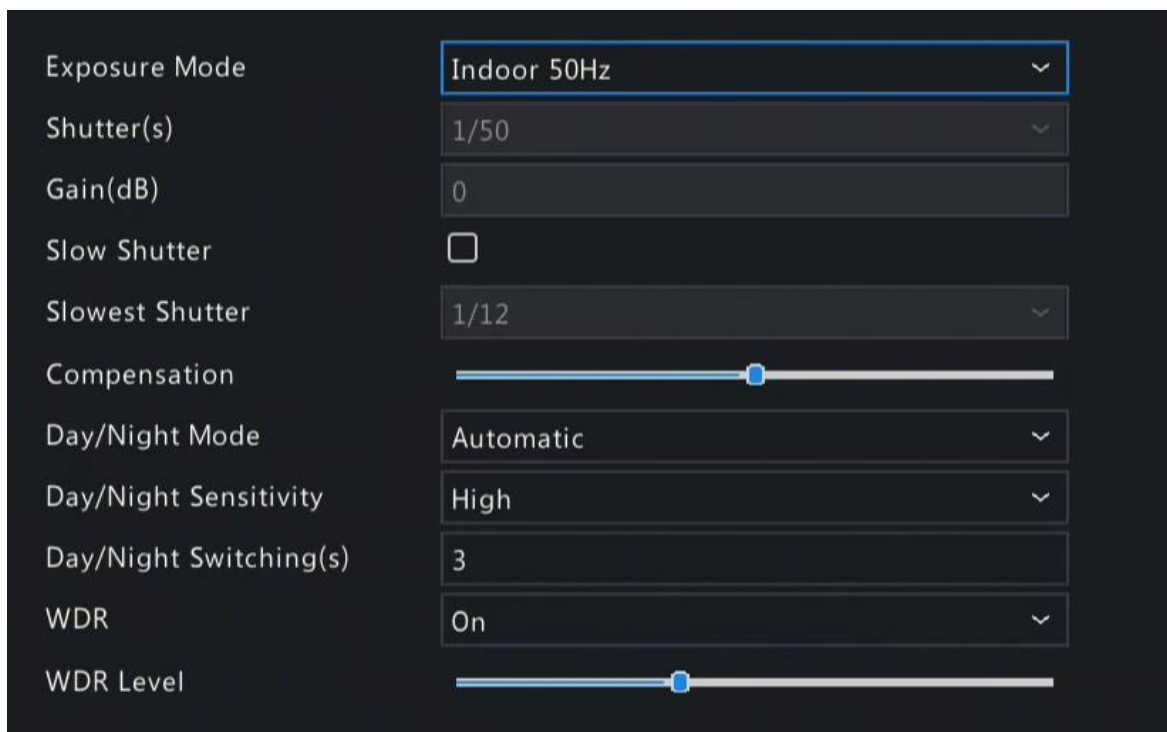 Exposure Mode Indoor 50Hz
Shutter(s) 1/50
Gain(dB) 0
Slow Shutter
Slowest Shutter 1/12
Compensation
Day/Night Mode Automatic
Day/Night Sensitivity High
Day/Night Switching(s) 3
WDR On
WDR Level